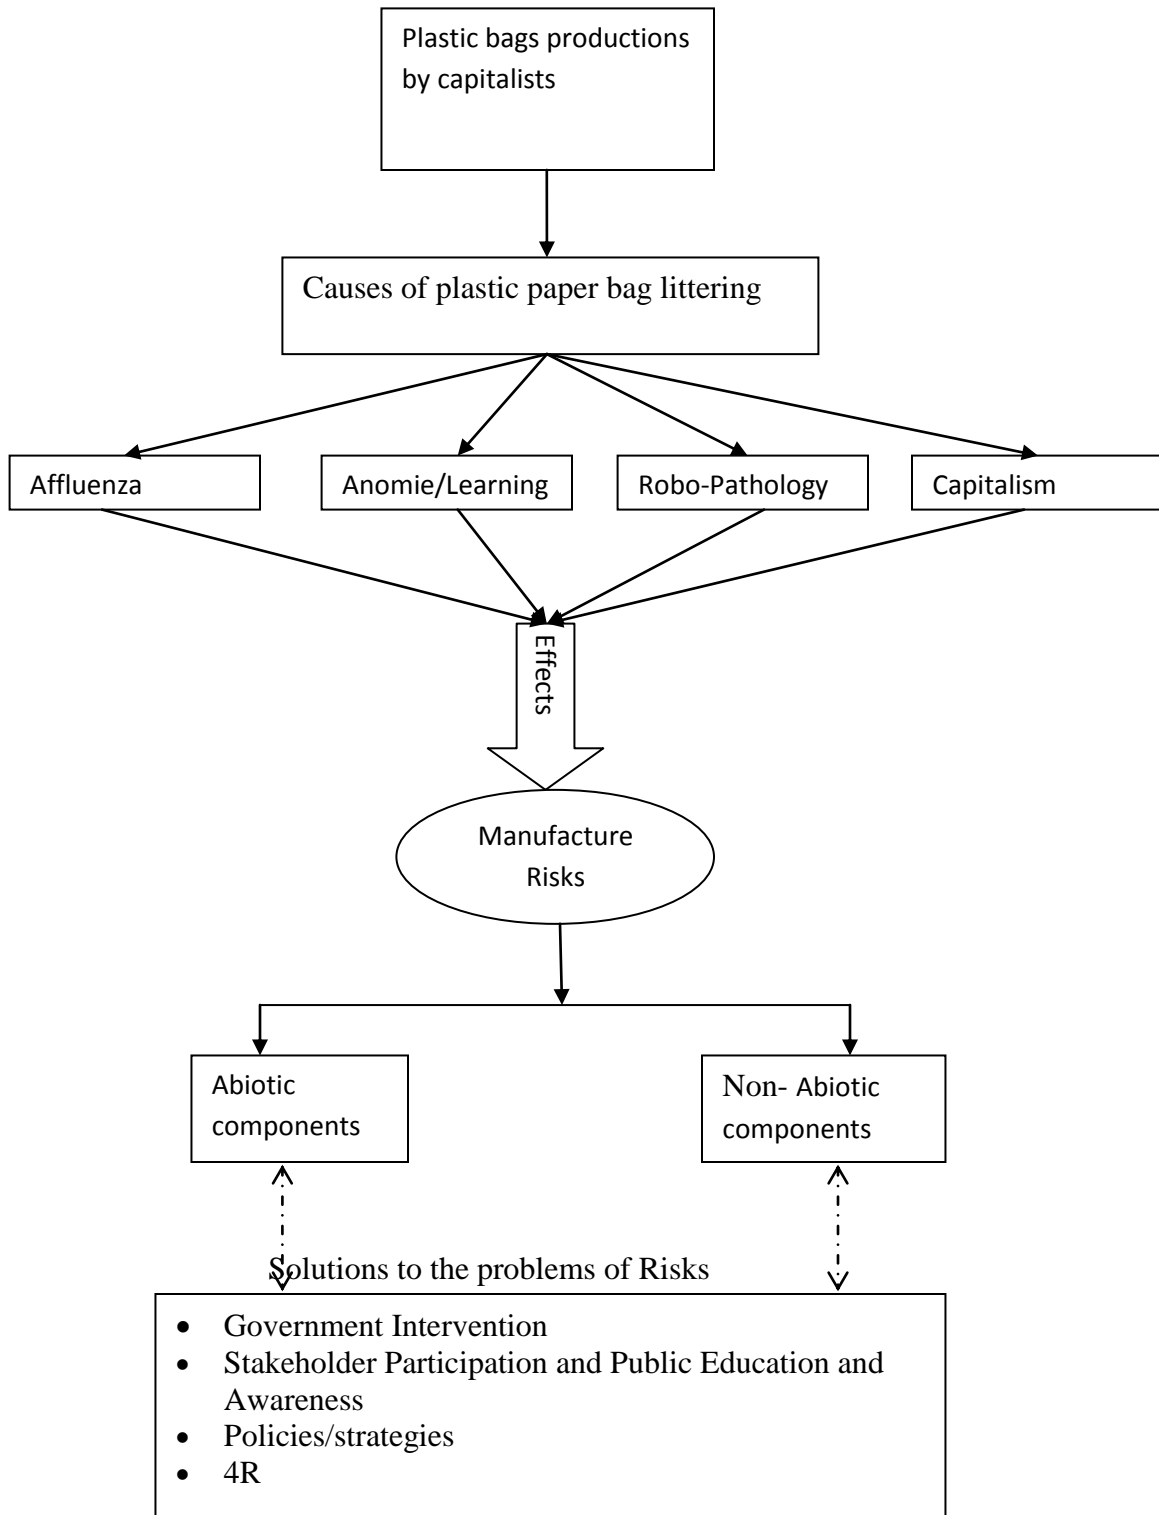 Plastic bags productions
by capitalists
Causes of plastic paper bag littering
Affluenza
Anomie/Learning
Robo-Pathology
Capitalism
Effects
Manufacture
Risks
Abiotic
components
Non- Abiotic
components
Solutions to the problems of Risks
• Government Intervention
• Stakeholder Participation and Public Education and
Awareness
• Policies/strategies
• 4R